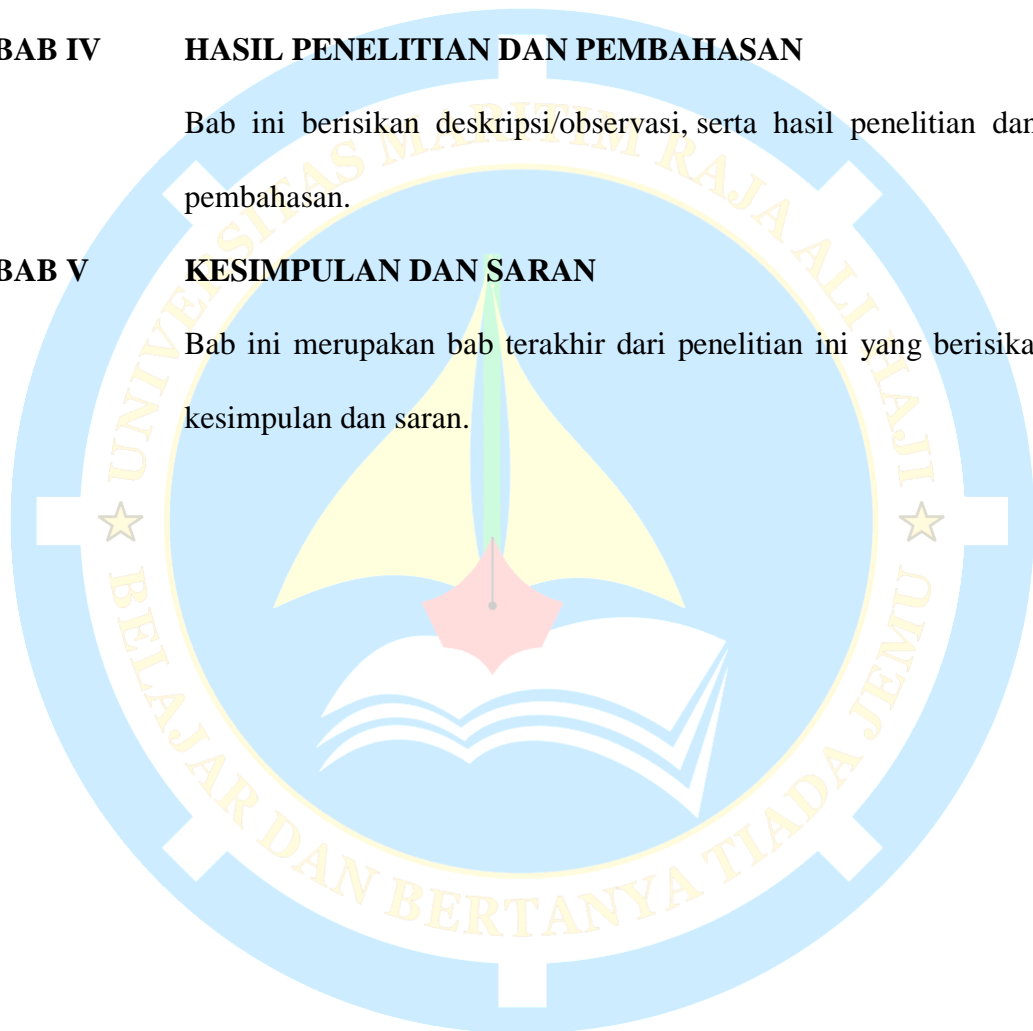 BAB IV HASIL PENELITIAN DAN PEMBAHASAN
Bab ini berisikan deskripsi/observasi, serta hasil penelitian dan
pembahasan.
BAB V KESIMPULAN DAN SARAN
Bab ini merupakan bab terakhir dari penelitian ini yang berisika
kesimpulan dan saran.
UNIVERSITAS MARITIM RAJA ALI HAJI
BELAJAR DAN BERTANYA TIADA JEMU